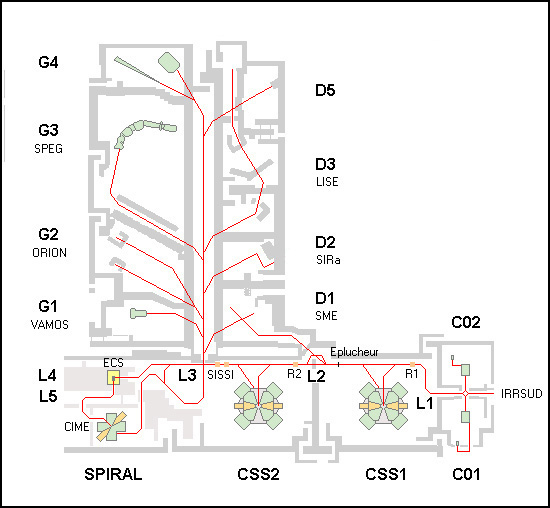 G4
D5
G3
SPEG
D3
LISE
G2
ORION
D2
SIRa
G1
VAMOS
D1
SME
C02
Eplucheur
ECS
L4
L3
SISSI
R2
L2
R1
L5
L1
IRRSUD
CIME
SPIRAL
CSS2
CSS1
C01